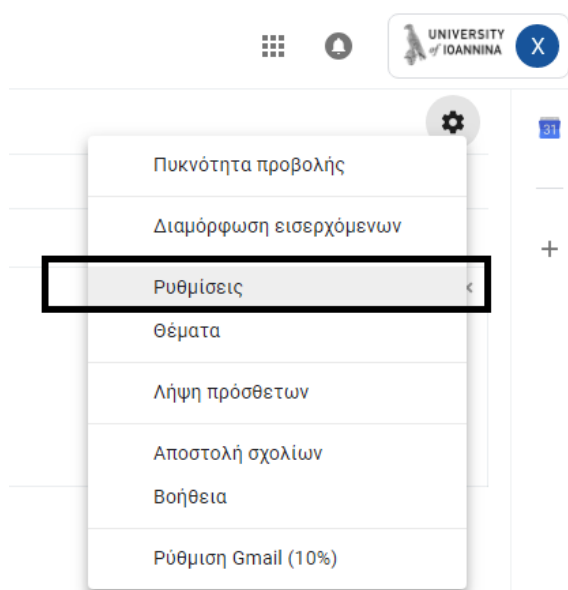 UNIVERSITY
of IOANNINA
X
31
Πυκνότητα προβολής
Διαμόρφωση εισερχόμενων
Ρυθμίσεις
Θέματα
Λήψη πρόσθετων
Αποστολή σχολίων
Βοήθεια
Ρύθμιση Gmail (10%)